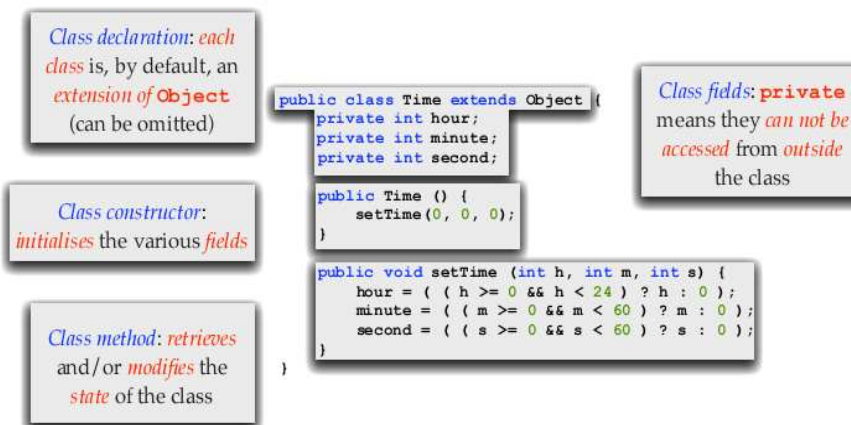 Class declaration: each
class is, by default, an
extension of Object
(can be omitted)
public class Time extends Object {
private int hour;
private int minute;
private int second;
Class fields: private
means they can not be
accessed from outside
the class
Class constructor:
initialises the various fields
public Time () {
setTime(0, 0, 0);
}
Class method: retrieves
and/or modifies the
state of the class
public void setTime (int h, int m, int s) {
hour = ( ( h >= 0 && h < 24 ) ? h : 0 );
minute = ( ( m >= 0 && m < 60 ) ? m : 0 );
second = ( ( s >= 0 && s < 60 ) ? s : 0 );
}
}